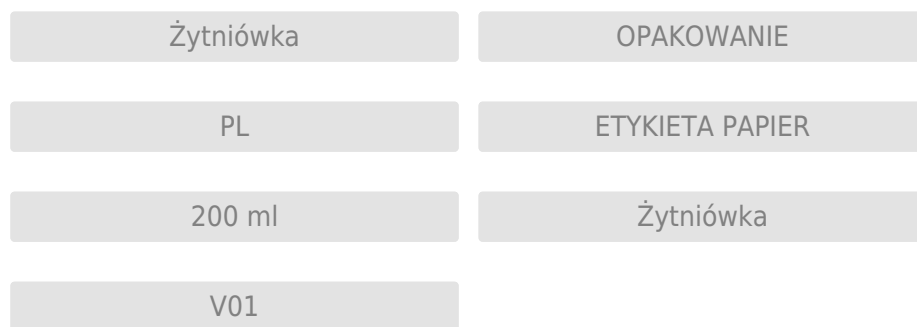 Żytniówka
OPAKOWANIE
PL
ETYKIETA PAPIER
200 ml
Żytniówka
V01